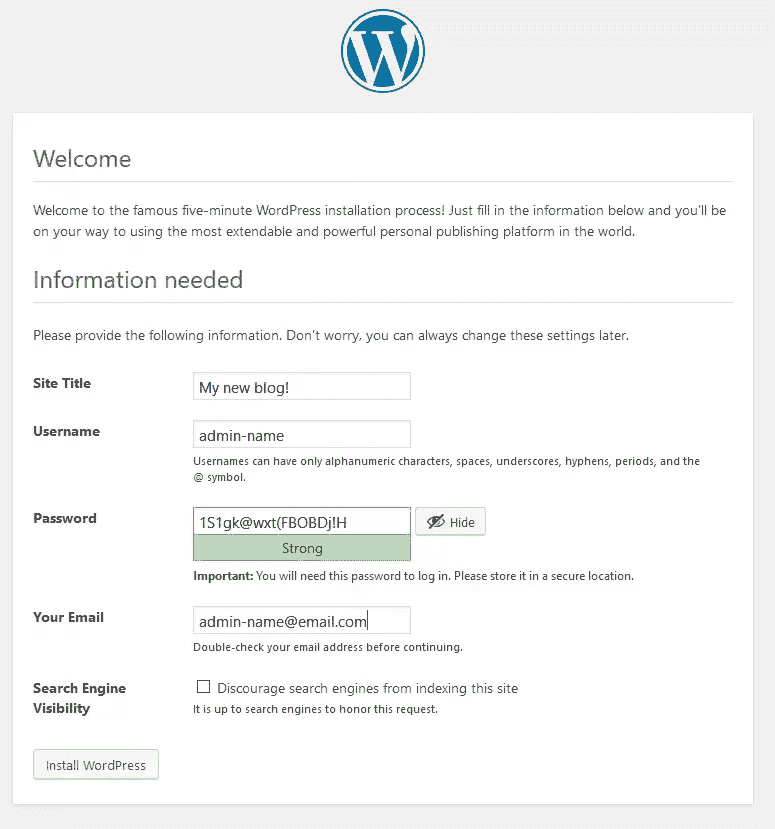 Welcome
Welcome to the famous five-minute WordPress installation process! Just fill in the information below and you'll be
on your way to using the most extendable and powerful personal publishing platform in the world.
Information needed
Please provide the following information. Don't worry, you can always change these settings later.
Site Title
My new blog!
Username
admin-name
Usernames can have only alphanumeric characters, spaces, underscores, hyphens, periods, and the
@ symbol.
Password
1S1gk@wxt(FBOBDj!H
Hide
Strong
Important: You will need this password to log in. Please store it in a secure location.
Your Email
admin-name@email.com
Double-check your email address before continuing.
Search Engine
Visibility
Discourage search engines from indexing this site
It is up to search engines to honor this request.
Install WordPress